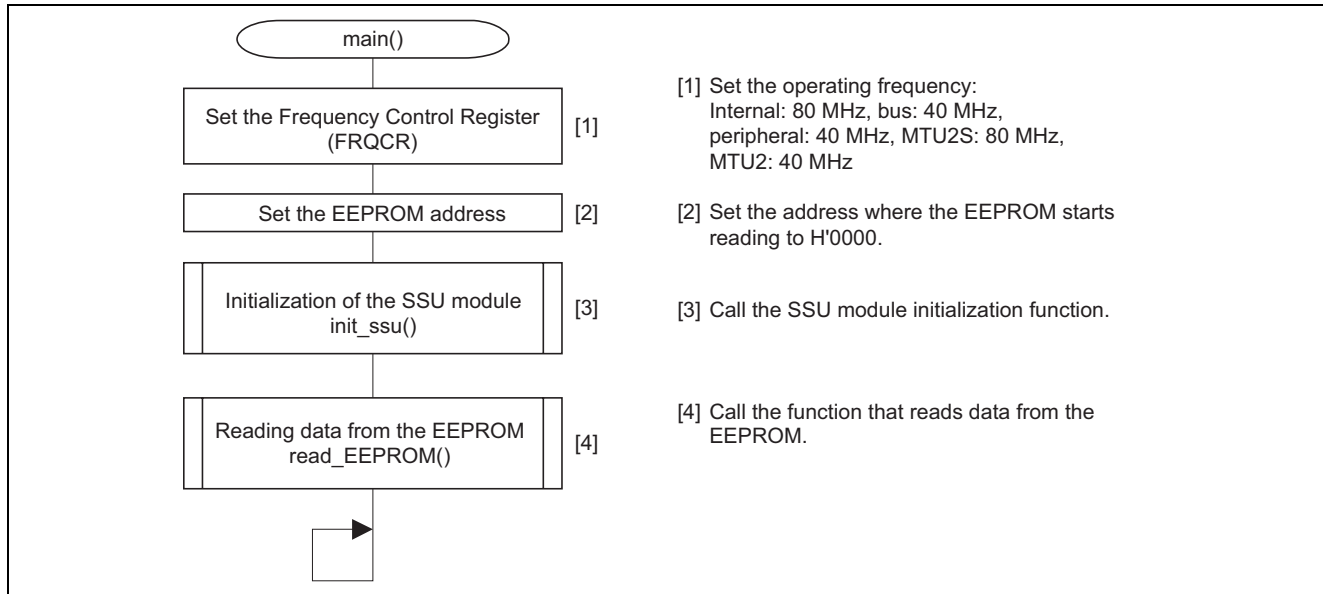 main()
Set the Frequency Control Register
(FRQCR)
[1]
[1] Set the operating frequency:
Internal: 80 MHz, bus: 40 MHz,
peripheral: 40 MHz, MTU2S: 80 MHz,
MTU2: 40 MHz
Set the EEPROM address
[2]
[2] Set the address where the EEPROM starts
reading to H'0000.
Initialization of the SSU module
init_ssu()
[3]
[3] Call the SSU module initialization function.
Reading data from the EEPROM
read_EEPROM()
[4]
[4] Call the function that reads data from the
EEPROM.